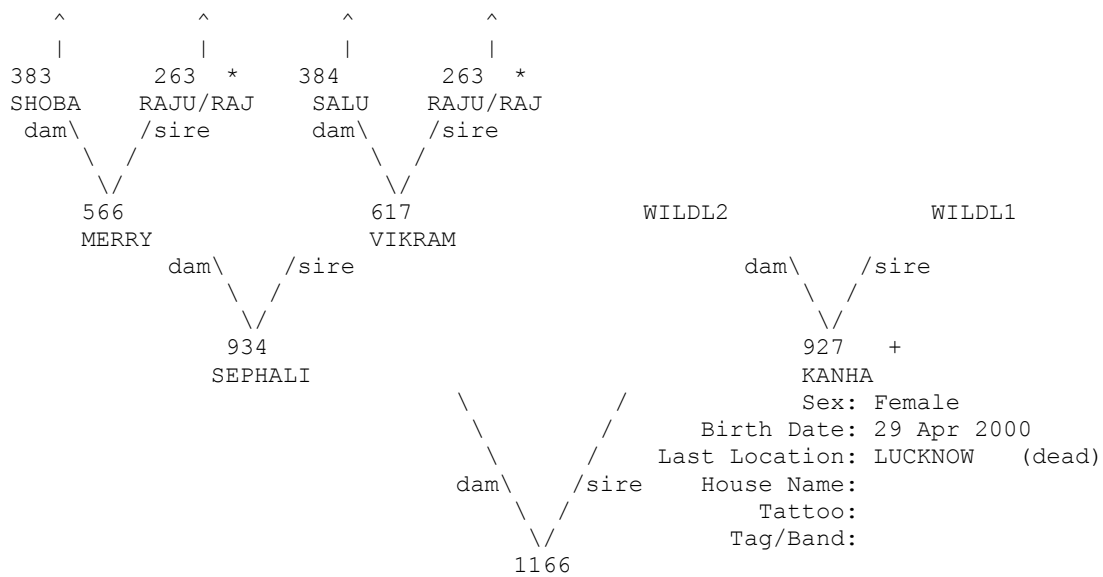 ^ ^ ^ ^
| | | |
383 263 * 384 263 *
SHOBA RAJU/RAJ SALU RAJU/RAJ
dam\ /sire dam\ /sire
\ / \ /
\/ \/
566 617 WILDL2 WILDL1
MERRY VIKRAM
dam\ /sire dam\ /sire
\ / \ /
\/ \/
934 927 +
SEPHALI KANHA
\ / Sex: Female
\ / Birth Date: 29 Apr 2000
\ / Last Location: LUCKNOW (dead)
dam\ /sire House Name:
\ / Tattoo:
\/ Tag/Band:
1166